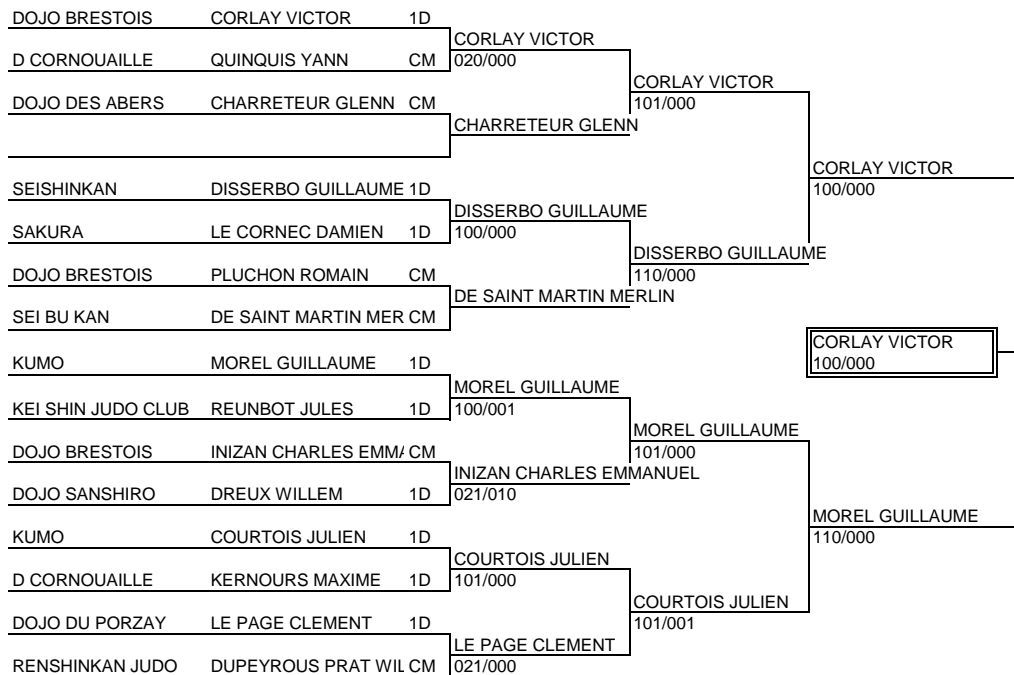 DOJO BRESTOIS CORLAY VICTOR 1D
CORLAY VICTOR
D CORNOUAILLE QUINQUIS YANN CM 020/000
CORLAY VICTOR
DOJO DES ABERS CHARRETEUR GLENN CM 101/000
CHARRETEUR GLENN
CORLAY VICTOR
SEISHINKAN DISSERBO GUILLAUME 1D 100/000
DISSERBO GUILLAUME
SAKURA LE CORNEC DAMIEN 1D 100/000
DISSERBO GUILLAUME
DOJO BRESTOIS PLUCHON ROMAIN CM 110/000
DE SAINT MARTIN MERLIN
SEI BU KAN DE SAINT MARTIN MER CM
CORLAY VICTOR
KUMO MOREL GUILLAUME 1D 100/000
MOREL GUILLAUME
KEI SHIN JUDO CLUB REUNBOT JULES 1D 100/001
MOREL GUILLAUME
DOJO BRESTOIS INIZAN CHARLES EMMA CM 101/000
INIZAN CHARLES EMMANUEL
DOJO SANSHIRO DREUX WILLEM 1D 021/010
MOREL GUILLAUME
KUMO COURTOIS JULIEN 1D 110/000
COURTOIS JULIEN
D CORNOUAILLE KERNOURS MAXIME 1D 101/000
COURTOIS JULIEN
DOJO DU PORZAY LE PAGE CLEMENT 1D 101/001
LE PAGE CLEMENT
RENSHINKAN JUDO DUPEYROUS PRAT WIL CM 021/000